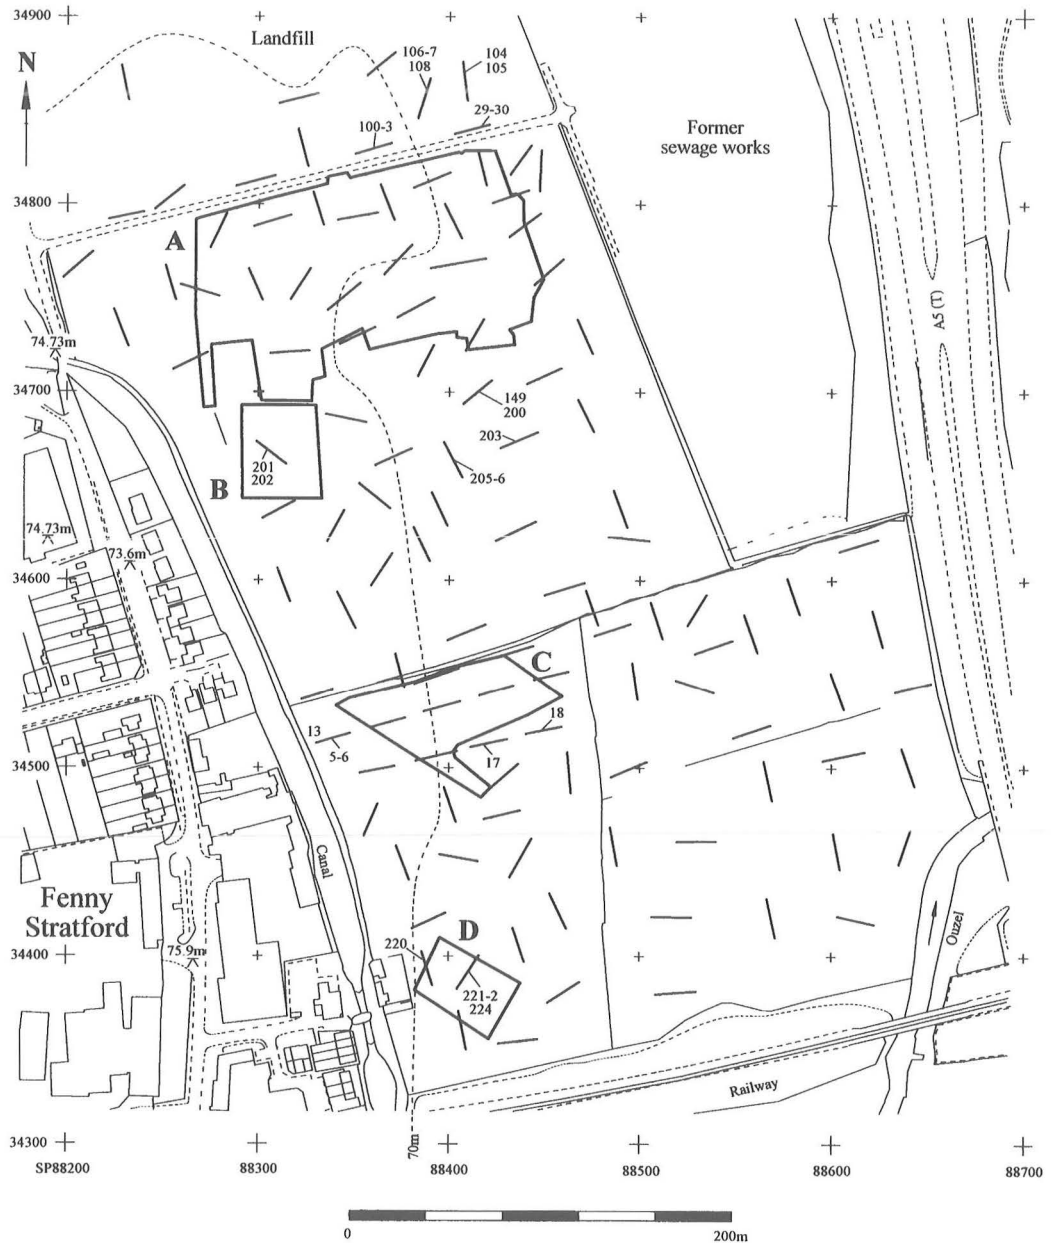 34900
Landfill
N
106-7
108
104
105
29-30
100-3
Former
sewage works
34800
A
A5 (T)
74.73m
34700
149
200
203
201
202
205-6
B
74.73m
73.6m
34600
C
13
5-6
18
17
34500
Canal
Fenny
Stratford
D
220
221-2
224
75.9m
34400
Ouzel
Railway
70m
34300
SP88200
88300
88400
88500
88600
88700
0
200m